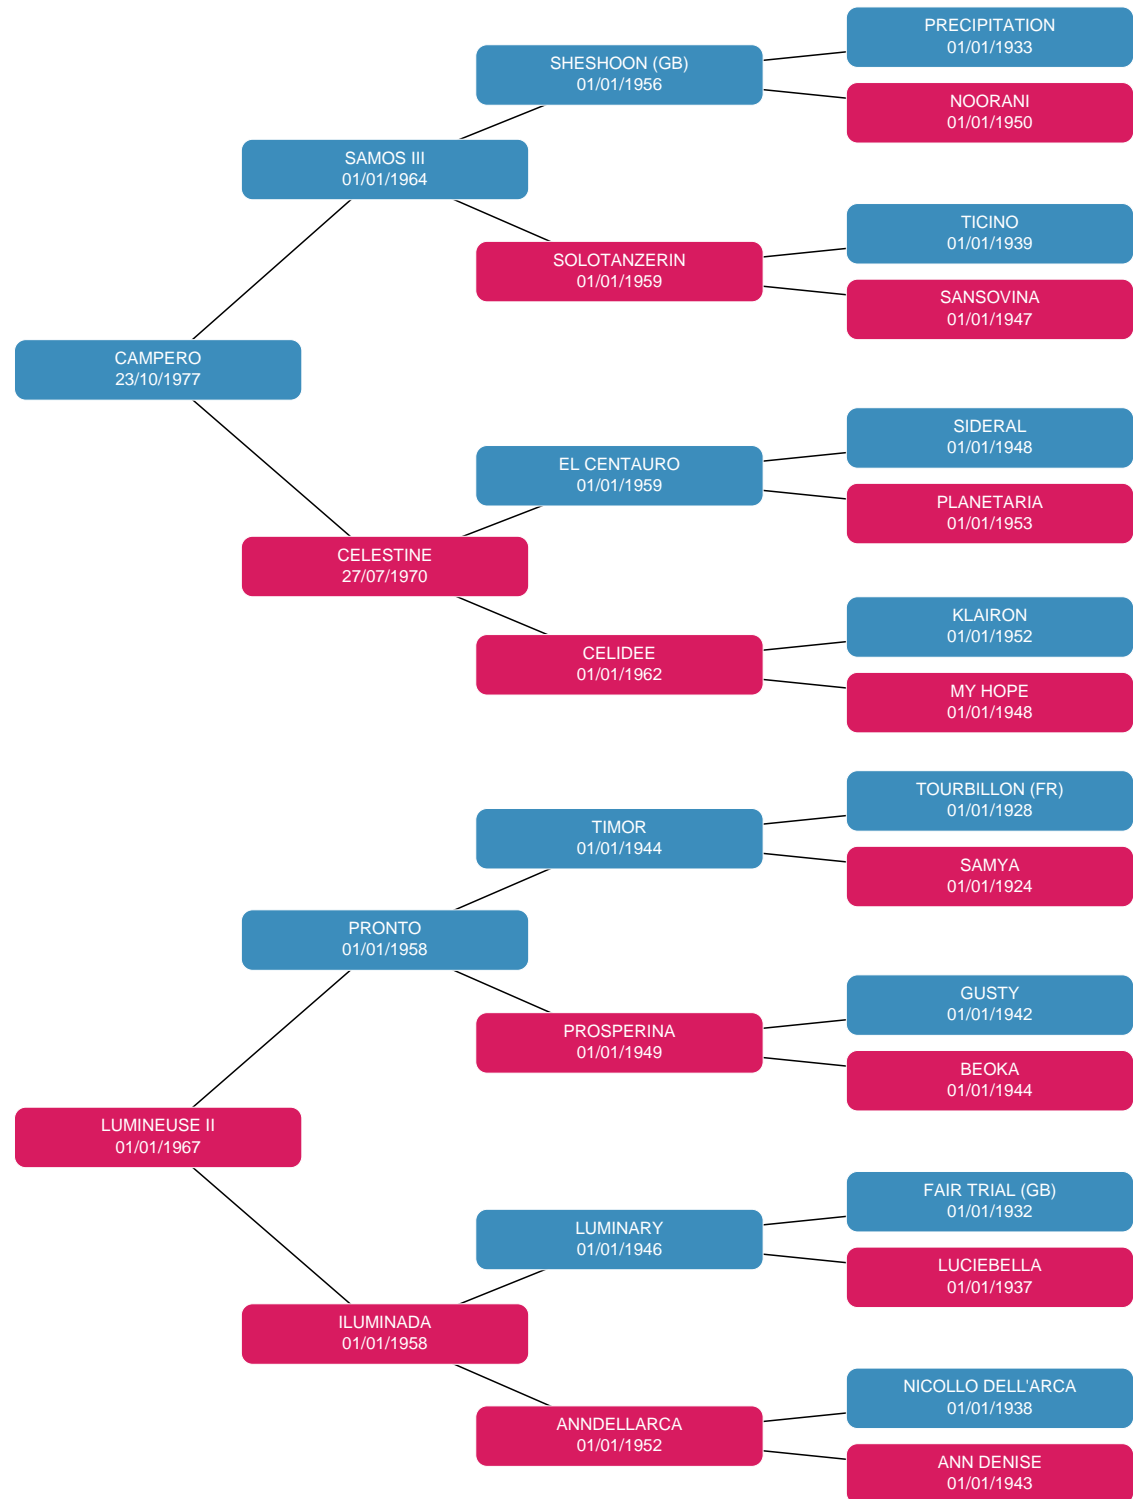 PRECIPITATION
01/01/1933
SHESHOON (GB)
01/01/1956
NOORANI
01/01/1950
SAMOS III
01/01/1964
TICINO
01/01/1939
SOLOTANZERIN
01/01/1959
SANSOVINA
01/01/1947
CAMPERO
23/10/1977
SIDERAL
01/01/1948
EL CENTAURO
01/01/1959
PLANETARIA
01/01/1953
CELESTINE
27/07/1970
KLAIRON
01/01/1952
CELIDEE
01/01/1962
MY HOPE
01/01/1948
TOURBILLON (FR)
01/01/1928
TIMOR
01/01/1944
SAMYA
01/01/1924
PRONTO
01/01/1958
GUSTY
01/01/1942
PROSPERINA
01/01/1949
BEOKA
01/01/1944
LUMINEUSE II
01/01/1967
FAIR TRIAL (GB)
01/01/1932
LUMINARY
01/01/1946
LUCIEBELLA
01/01/1937
ILUMINADA
01/01/1958
NICOLLO DELL'ARCA
01/01/1938
ANNDELLARCA
01/01/1952
ANN DENISE
01/01/1943